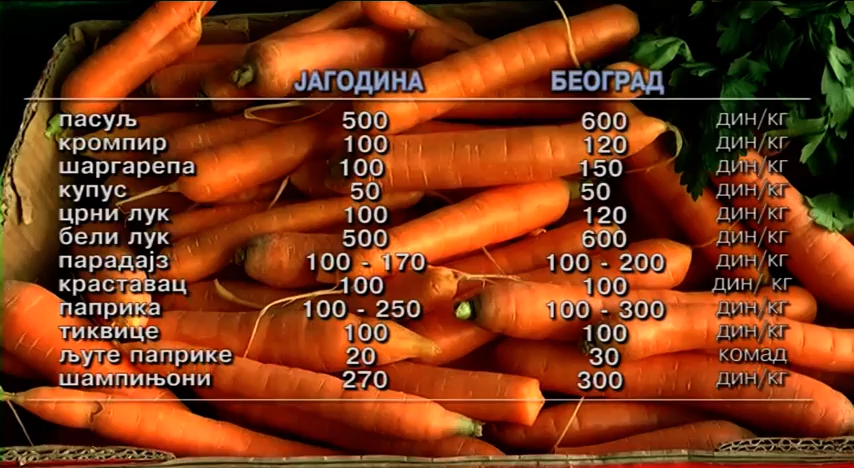 ЈАГОДИНА БЕОГРАД
пасуљ 500 600 дин/кг
кромпир 100 120 дин/кг
шаргарепа 100 150 дин/кг
купус 50 50 дин/кг
црни лук 100 120 дин/кг
бели лук 500 600 дин/кг
парадајз 100 - 170 100 - 200 дин/кг
краставац 100 100 дин/ кг
паприка 100 - 250 100 - 300 дин/кг
тиквице 100 100 дин/кг
љуте паприке 20 30 комад
шампињони 270 300 дин/кг